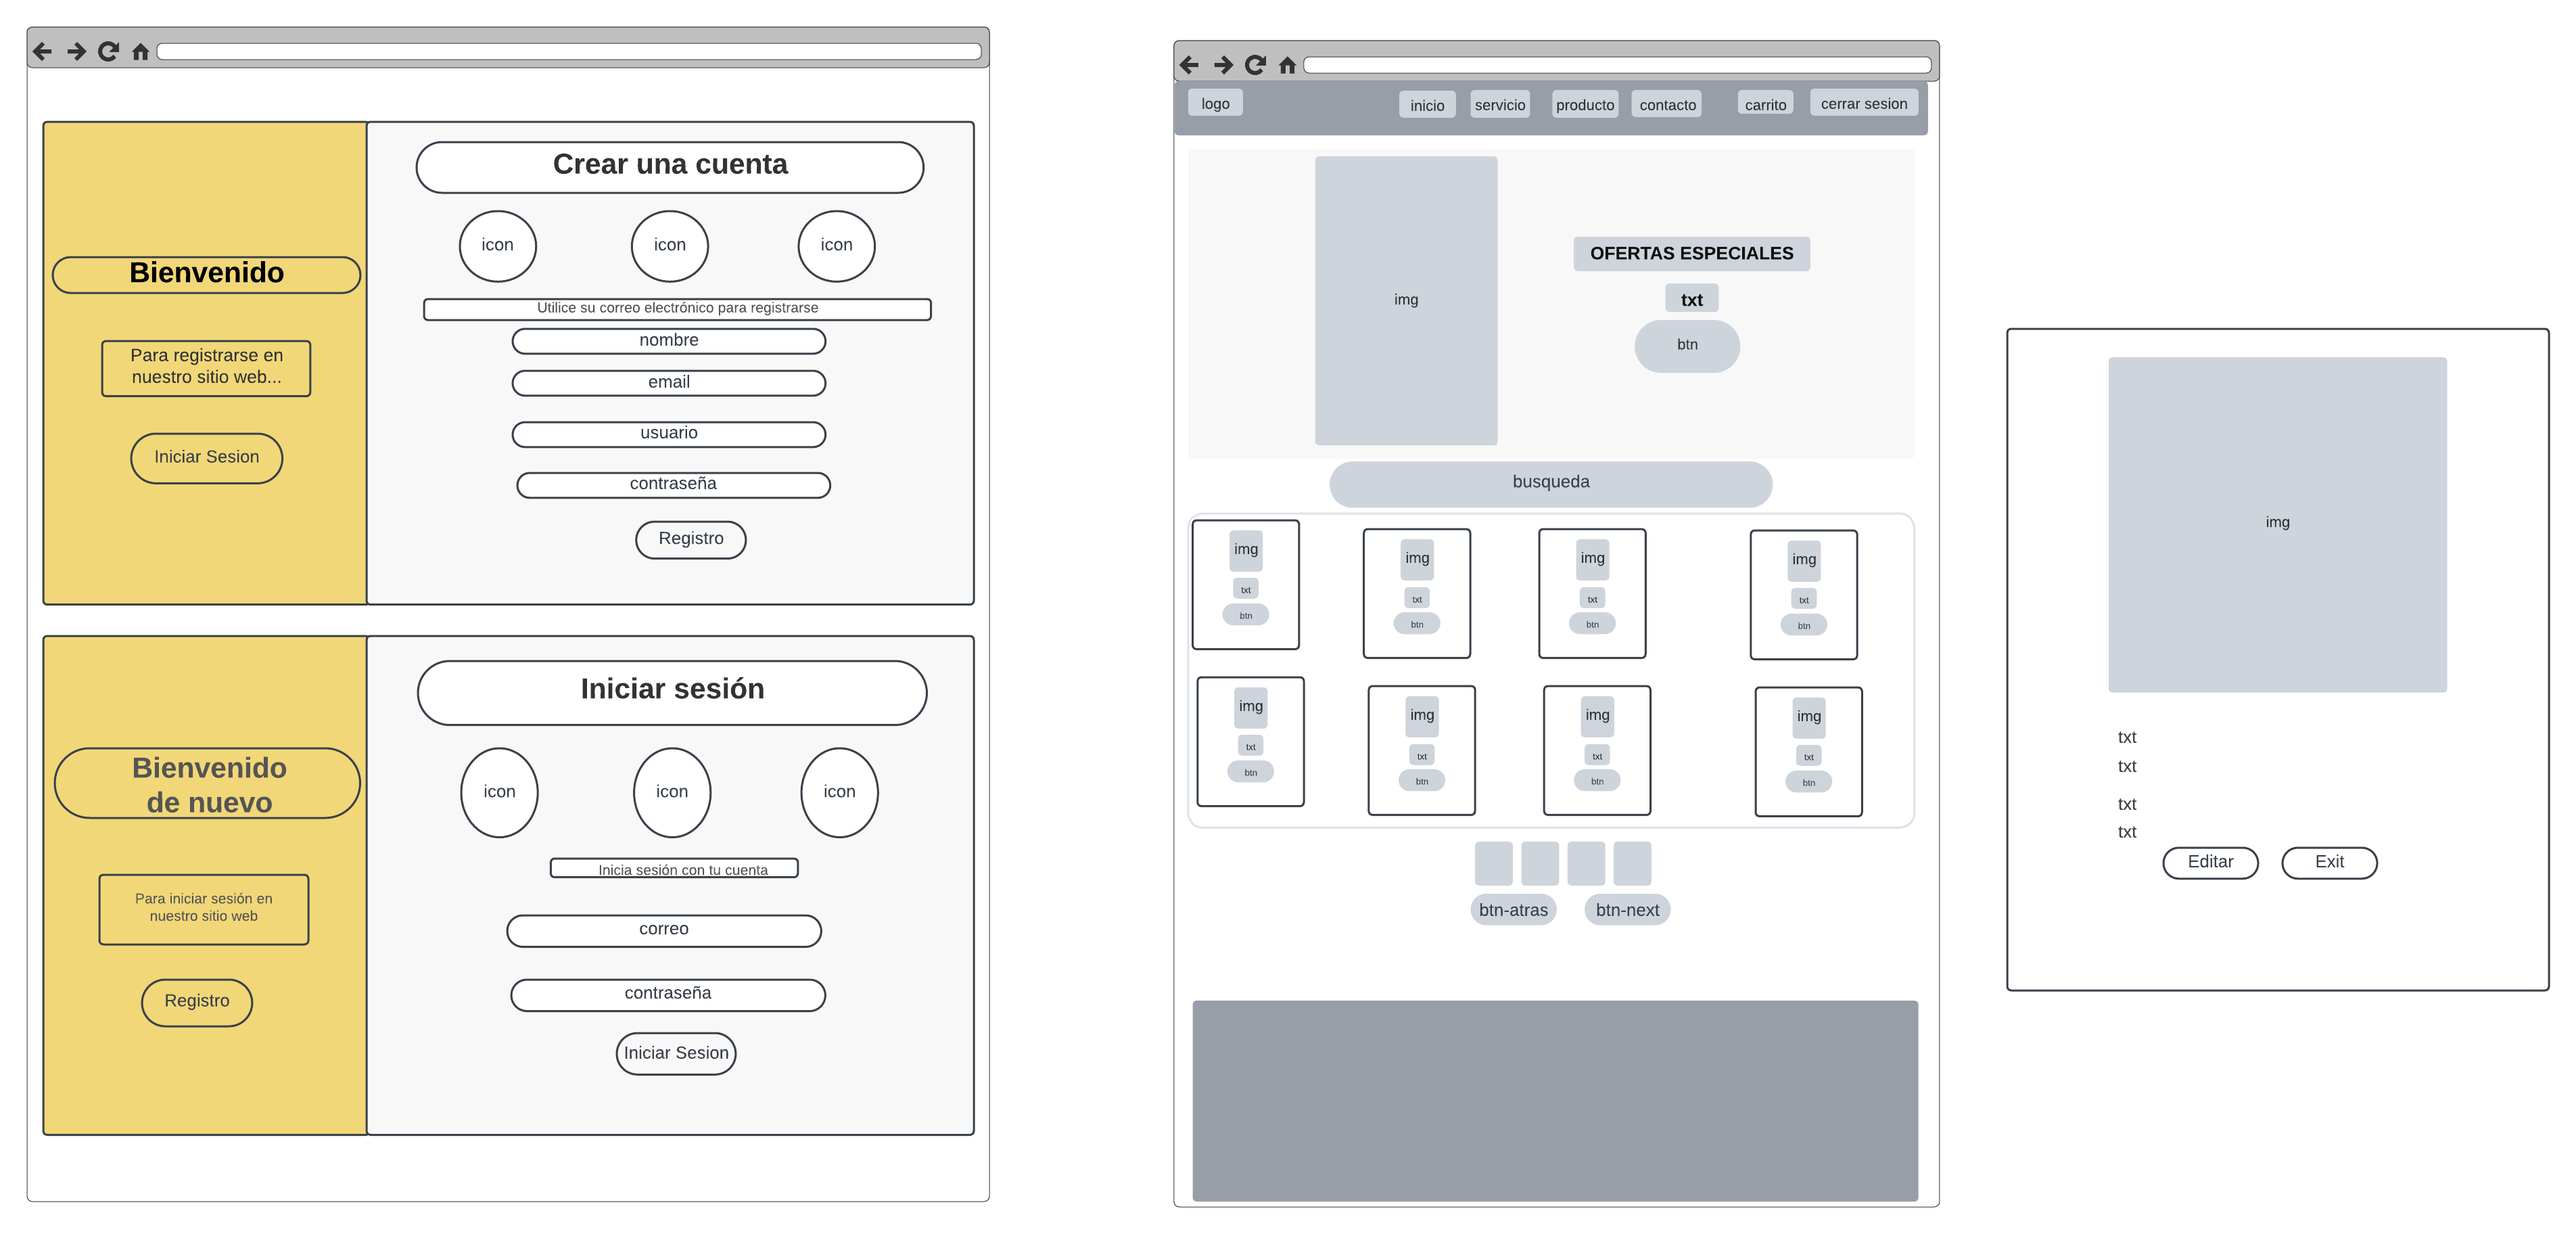 Bienvenido
Para registrarse en
nuestro sitio web...
Iniciar Sesion
Crear una cuenta
icon icon icon
Utilice su correo electrónico para registrarse
nombre
email
usuario
contraseña
Registro
Bienvenido
de nuevo
Para iniciar sesión en
nuestro sitio web
Registro
Iniciar sesión
icon icon icon
Inicia sesión con tu cuenta
correo
contraseña
Iniciar Sesion
logo inicio servicio producto contacto carrito cerrar sesion
img
OFERTAS ESPECIALES
txt
btn
busqueda
img img img img
txt txt txt txt
btn btn btn btn
img img img img
txt txt txt txt
btn btn btn btn
btn-atras btn-next
img
txt
txt
txt
txt
Editar Exit